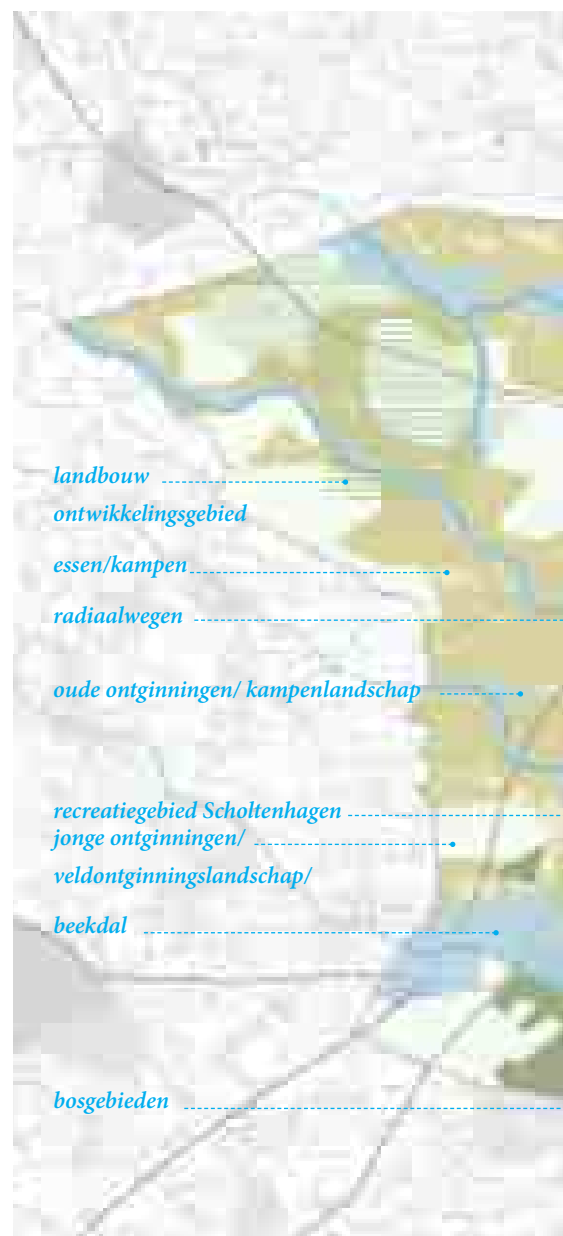 landbouw
ontwikkelingsgebied
essen/kampen
radiaalwegen
oude ontginningen/ kampenlandschap
recreatiegebied Scholtenhagen
jonge ontginningen/
veldontginningslandschap/
beekdal
bosgebieden